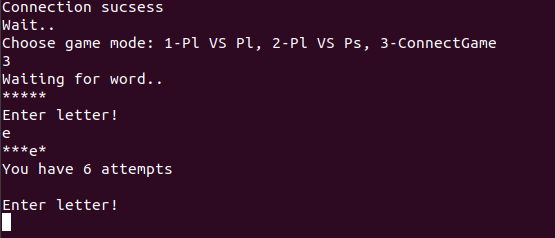 Connection sucsess
Wait..
Choose game mode: 1-Pl VS Pl, 2-Pl VS Ps, 3-ConnectGame
3
Waiting for word..
*****
Enter letter!
e
***e*
You have 6 attempts
Enter letter!